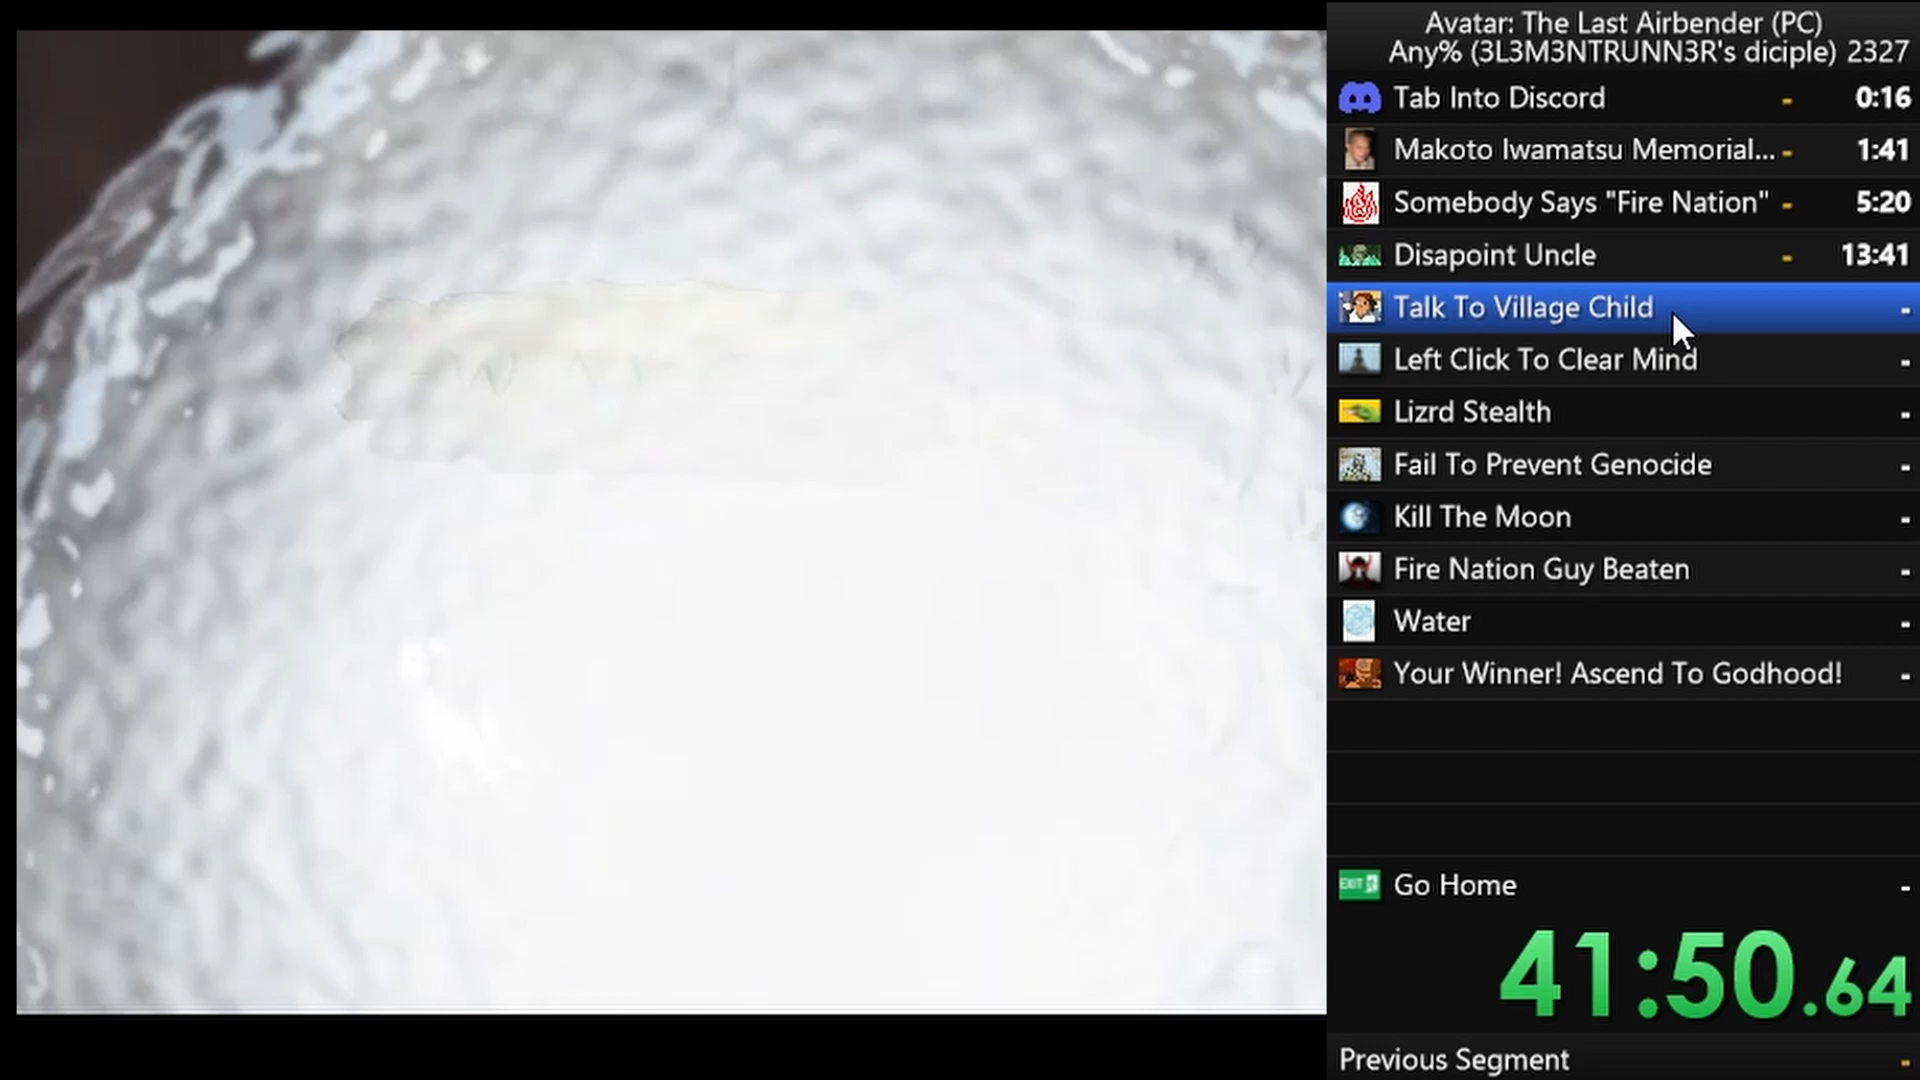 Avatar: The Last Airbender (PC)
Any% (3L3M3NTRUNN3R's diciple) 2327
Tab Into Discord - 0:16
Makoto Iwamatsu Memorial... - 1:41
Somebody Says "Fire Nation" - 5:20
Disapoint Uncle - 13:41
Talk To Village Child -
Left Click To Clear Mind -
Lizrd Stealth -
Fail To Prevent Genocide -
Kill The Moon -
Fire Nation Guy Beaten -
Water -
Your Winner! Ascend To Godhood! -
EXIT Go Home -
41:50.64
Previous Segment -